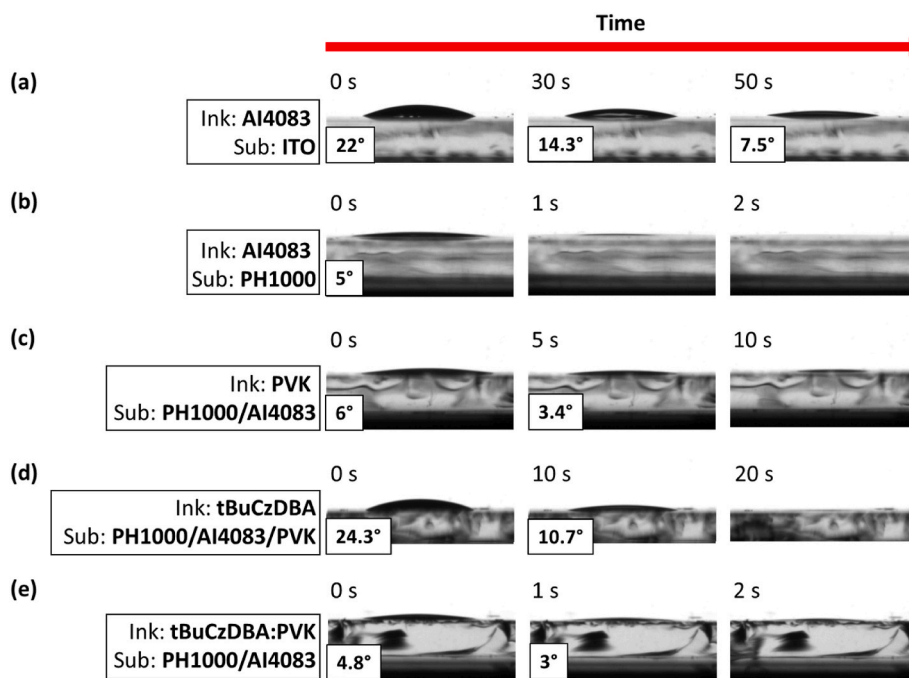 Time
(a)
0 s 30 s 50 s
Ink: AI4083
Sub: ITO
22° 14.3° 7.5°
(b)
0 s 1 s 2 s
Ink: AI4083
Sub: PH1000
5°
(c)
0 s 5 s 10 s
Ink: PVK
Sub: PH1000/AI4083
6° 3.4°
(d)
0 s 10 s 20 s
Ink: tBuCzDBA
Sub: PH1000/AI4083/PVK
24.3° 10.7°
(e)
0 s 1 s 2 s
Ink: tBuCzDBA:PVK
Sub: PH1000/AI4083
4.8° 3°